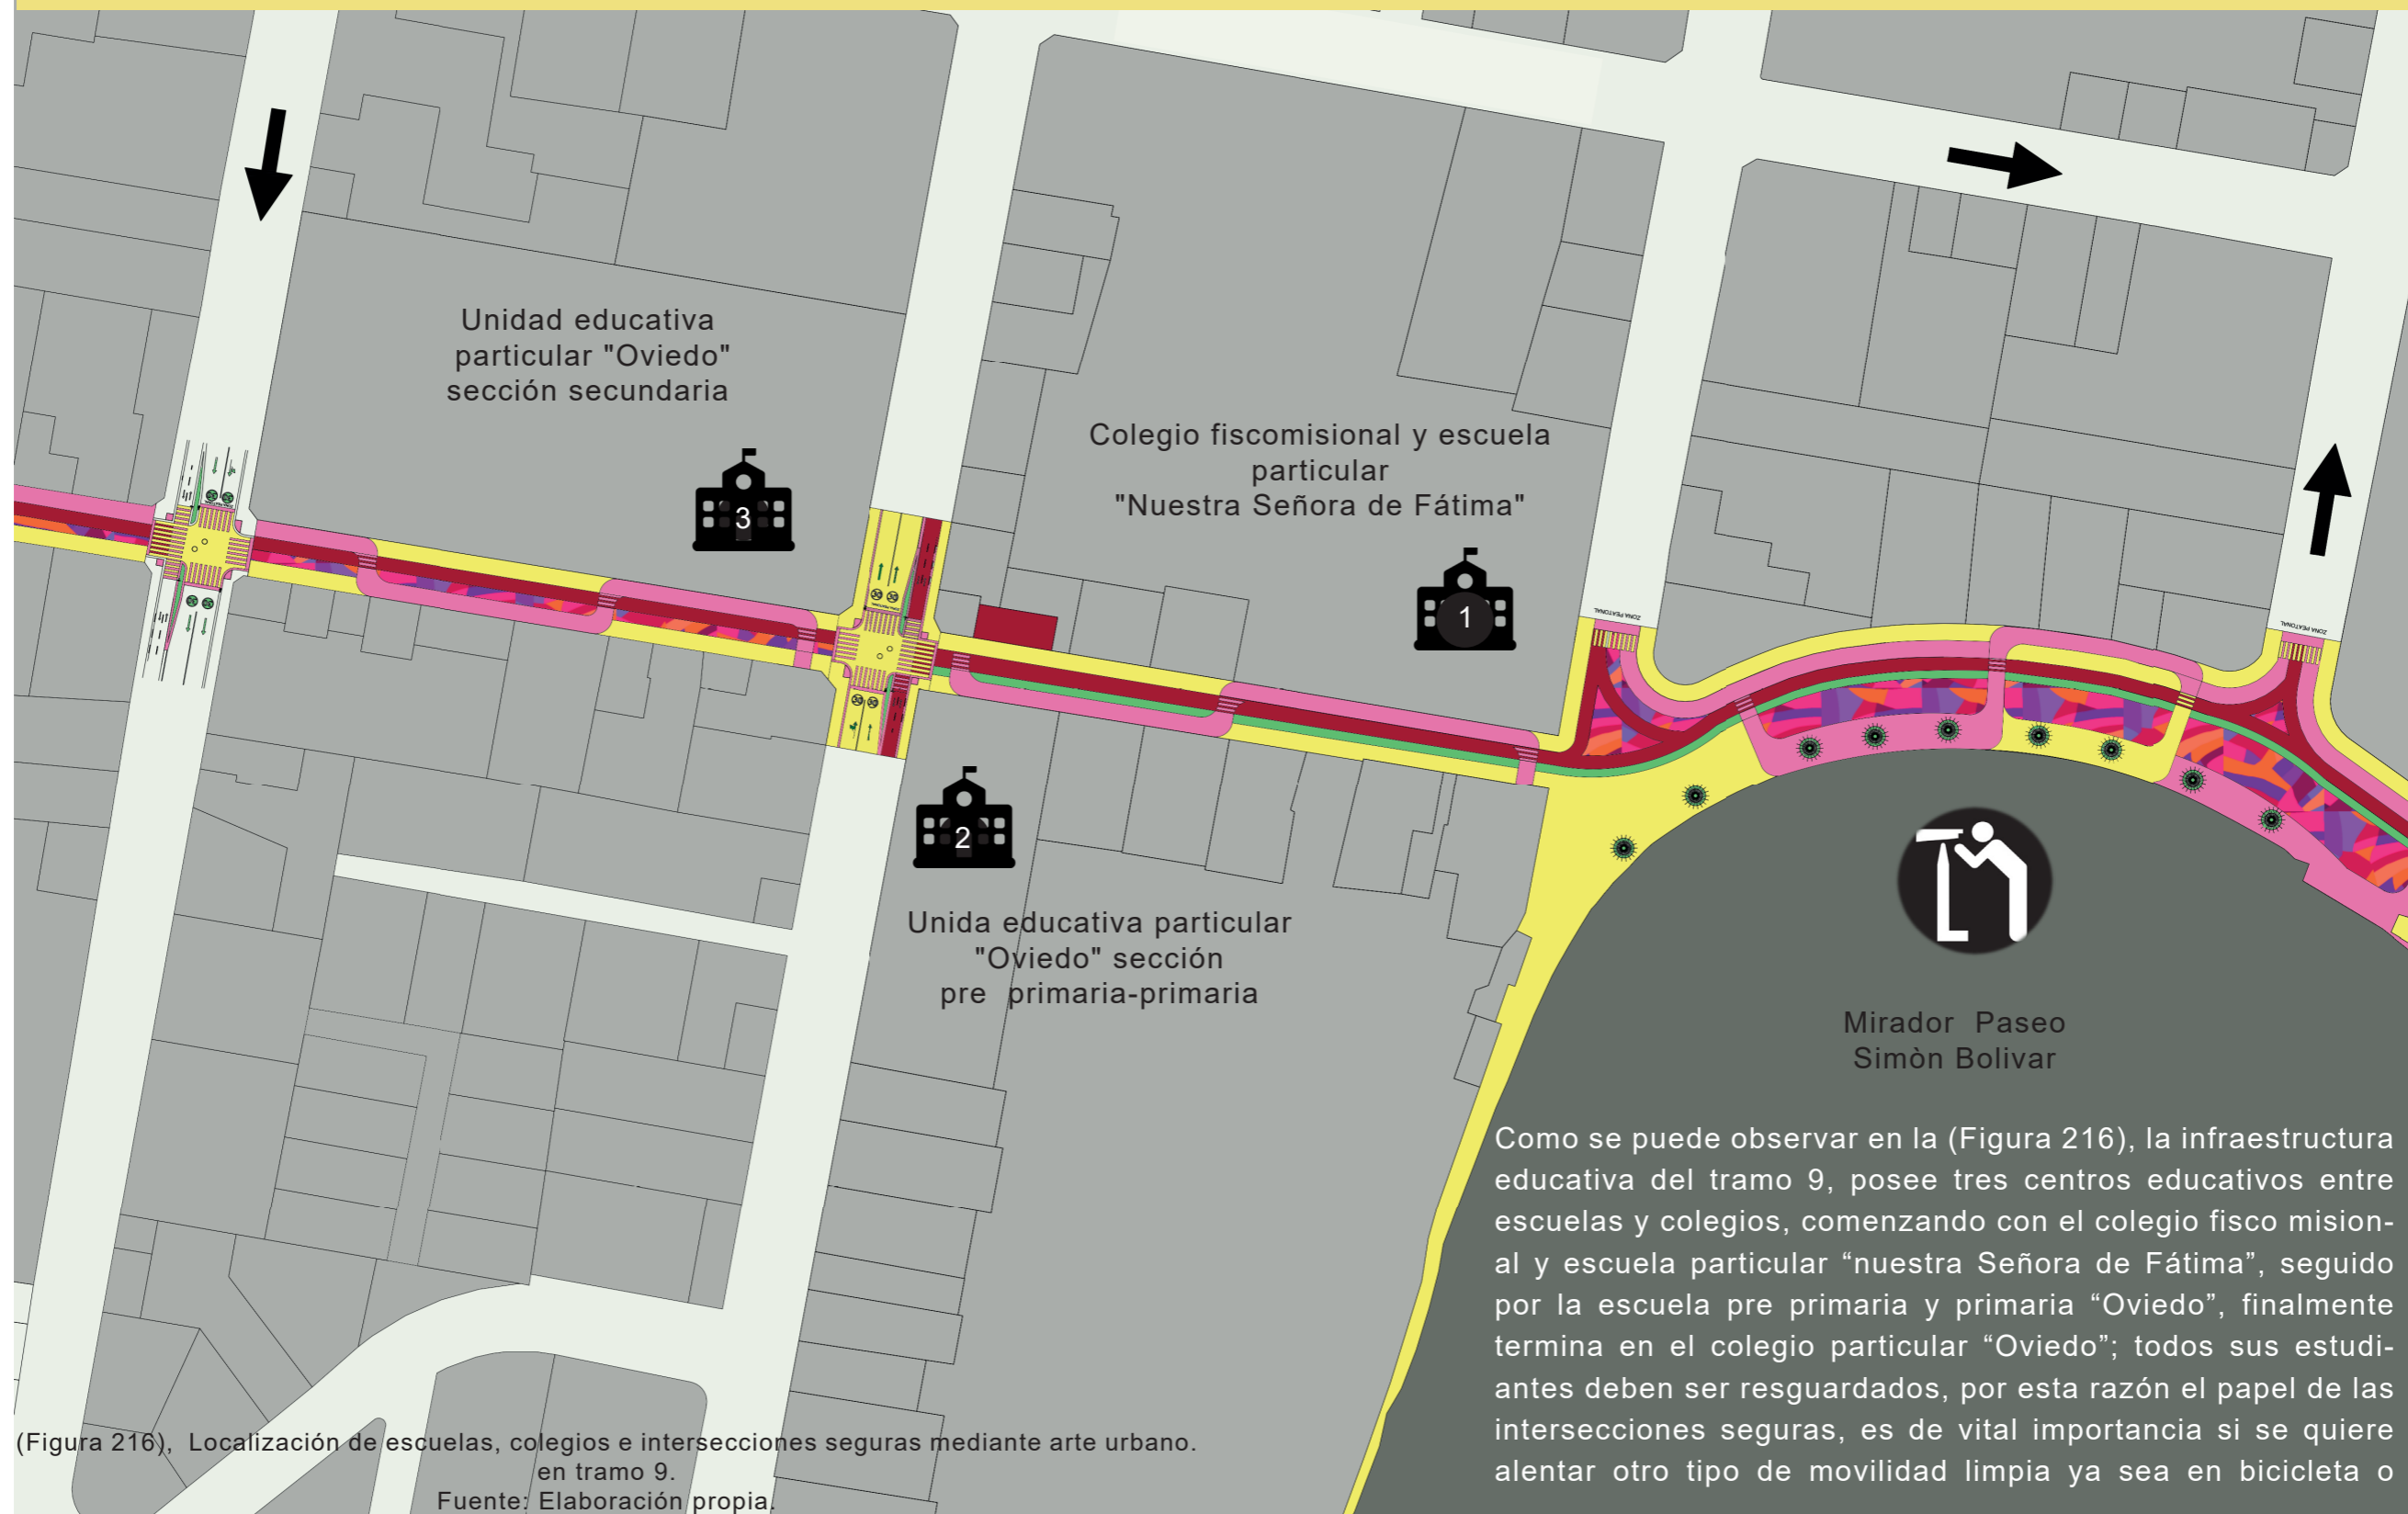 Unidad educativa
particular "Oviedo"
sección secundaria
3
Colegio fiscomisional y escuela
particular
"Nuestra Señora de Fátima"
1
ZONA PEATONAL
ZONA PEATONAL
2
Unida educativa particular
"Oviedo" sección
pre primaria-primaria
Mirador Paseo
Simòn Bolivar
Como se puede observar en la (Figura 216), la infraestructura
educativa del tramo 9, posee tres centros educativos entre
escuelas y colegios, comenzando con el colegio fisco mision-
al y escuela particular “nuestra Señora de Fátima”, seguido
por la escuela pre primaria y primaria “Oviedo”, finalmente
termina en el colegio particular “Oviedo”; todos sus estudi-
antes deben ser resguardados, por esta razón el papel de las
intersecciones seguras, es de vital importancia si se quiere
alentar otro tipo de movilidad limpia ya sea en bicicleta o
(Figura 216), Localización de escuelas, colegios e intersecciones seguras mediante arte urbano.
en tramo 9.
Fuente: Elaboración propia.